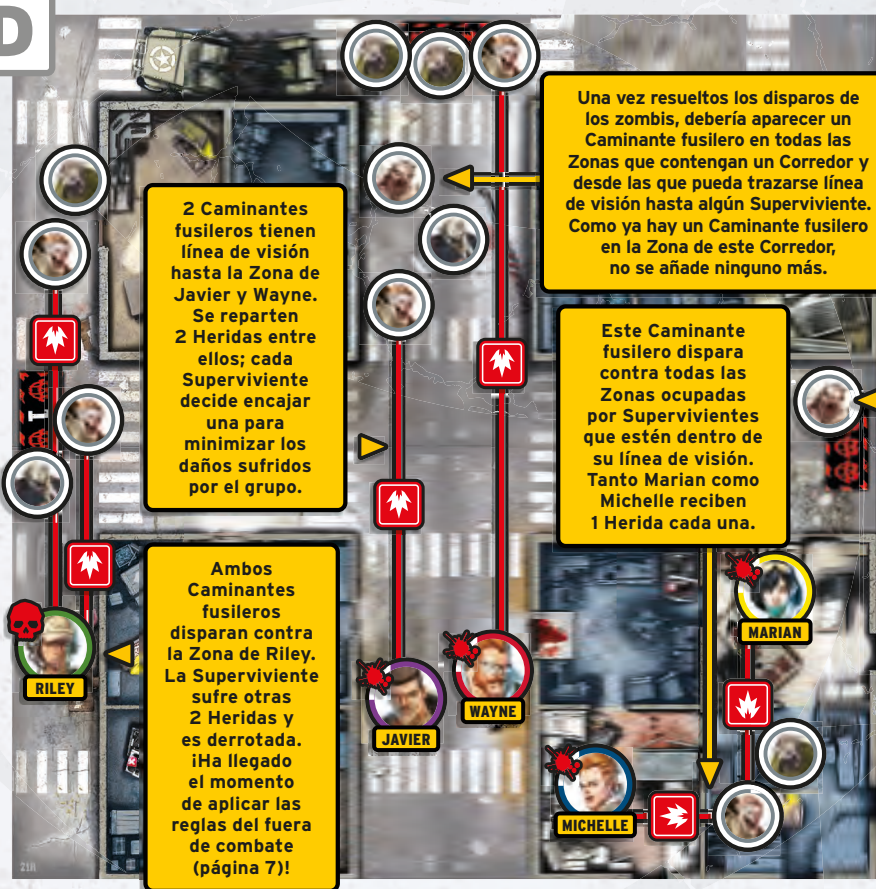 D
Una vez resueltos los disparos de
los zombis, debería aparecer un
Caminante fusilero en todas las
Zonas que contengan un Corredor y
desde las que pueda trazarse línea
de visión hasta algún Superviviente.
Como ya hay un Caminante fusilero
en la Zona de este Corredor,
no se añade ninguno más.
2 Caminantes
fusileros tienen
línea de visión
hasta la Zona de
Javier y Wayne.
Se reparten
2 Heridas entre
ellos; cada
Superviviente
decide encajar
una para
minimizar los
daños sufridos
por el grupo.
Este Caminante
fusilero dispara
contra todas las
Zonas ocupadas
por Supervivientes
que estén dentro de
su línea de visión.
Tanto Marian como
Michelle reciben
1 Herida cada una.
Ambos
Caminantes
fusileros
disparan contra
la Zona de Riley.
La Superviviente
sufre otras
2 Heridas y
es derrotada.
¡Ha llegado
el momento
de aplicar las
reglas del fuera
de combate
(página 7)!
RILEY
JAVIER
WAYNE
MARIAN
MICHELLE
1